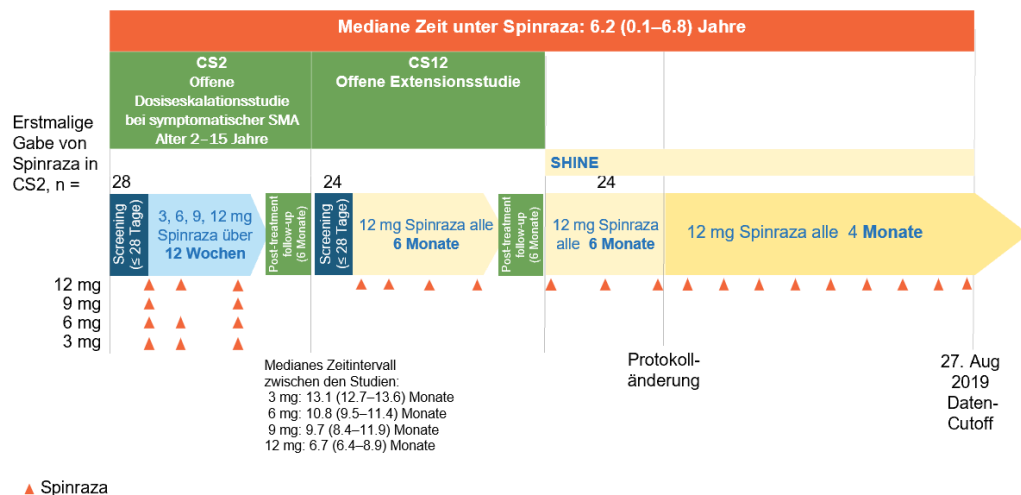 Mediane Zeit unter Spinraza: 6.2 (0.1–6.8) Jahre
CS2
Offene
Dosiseskalationsstudie
bei symptomatischer SMA
Alter 2–15 Jahre
CS12
Offene Extensionsstudie
Erstmalige
Gabe von
Spinraza in
CS2, n =
SHINE
28
24
24
Screening
(≤ 28 Tage)
3, 6, 9, 12 mg
Spinraza über
12 Wochen
Post-treatment
follow-up
(6 Monate)
Screening
(≤ 28 Tage)
12 mg Spinraza alle
6 Monate
Post-treatment
follow-up
(6 Monate)
12 mg Spinraza
alle 6 Monate
12 mg Spinraza alle 4 Monate
12 mg
9 mg
6 mg
3 mg
Medianes Zeitintervall
zwischen den Studien:
3 mg: 13.1 (12.7–13.6) Monate
6 mg: 10.8 (9.5–11.4) Monate
9 mg: 9.7 (8.4–11.9) Monate
12 mg: 6.7 (6.4–8.9) Monate
Protokoll-
änderung
27. Aug
2019
Daten-
Cutoff
Spinraza